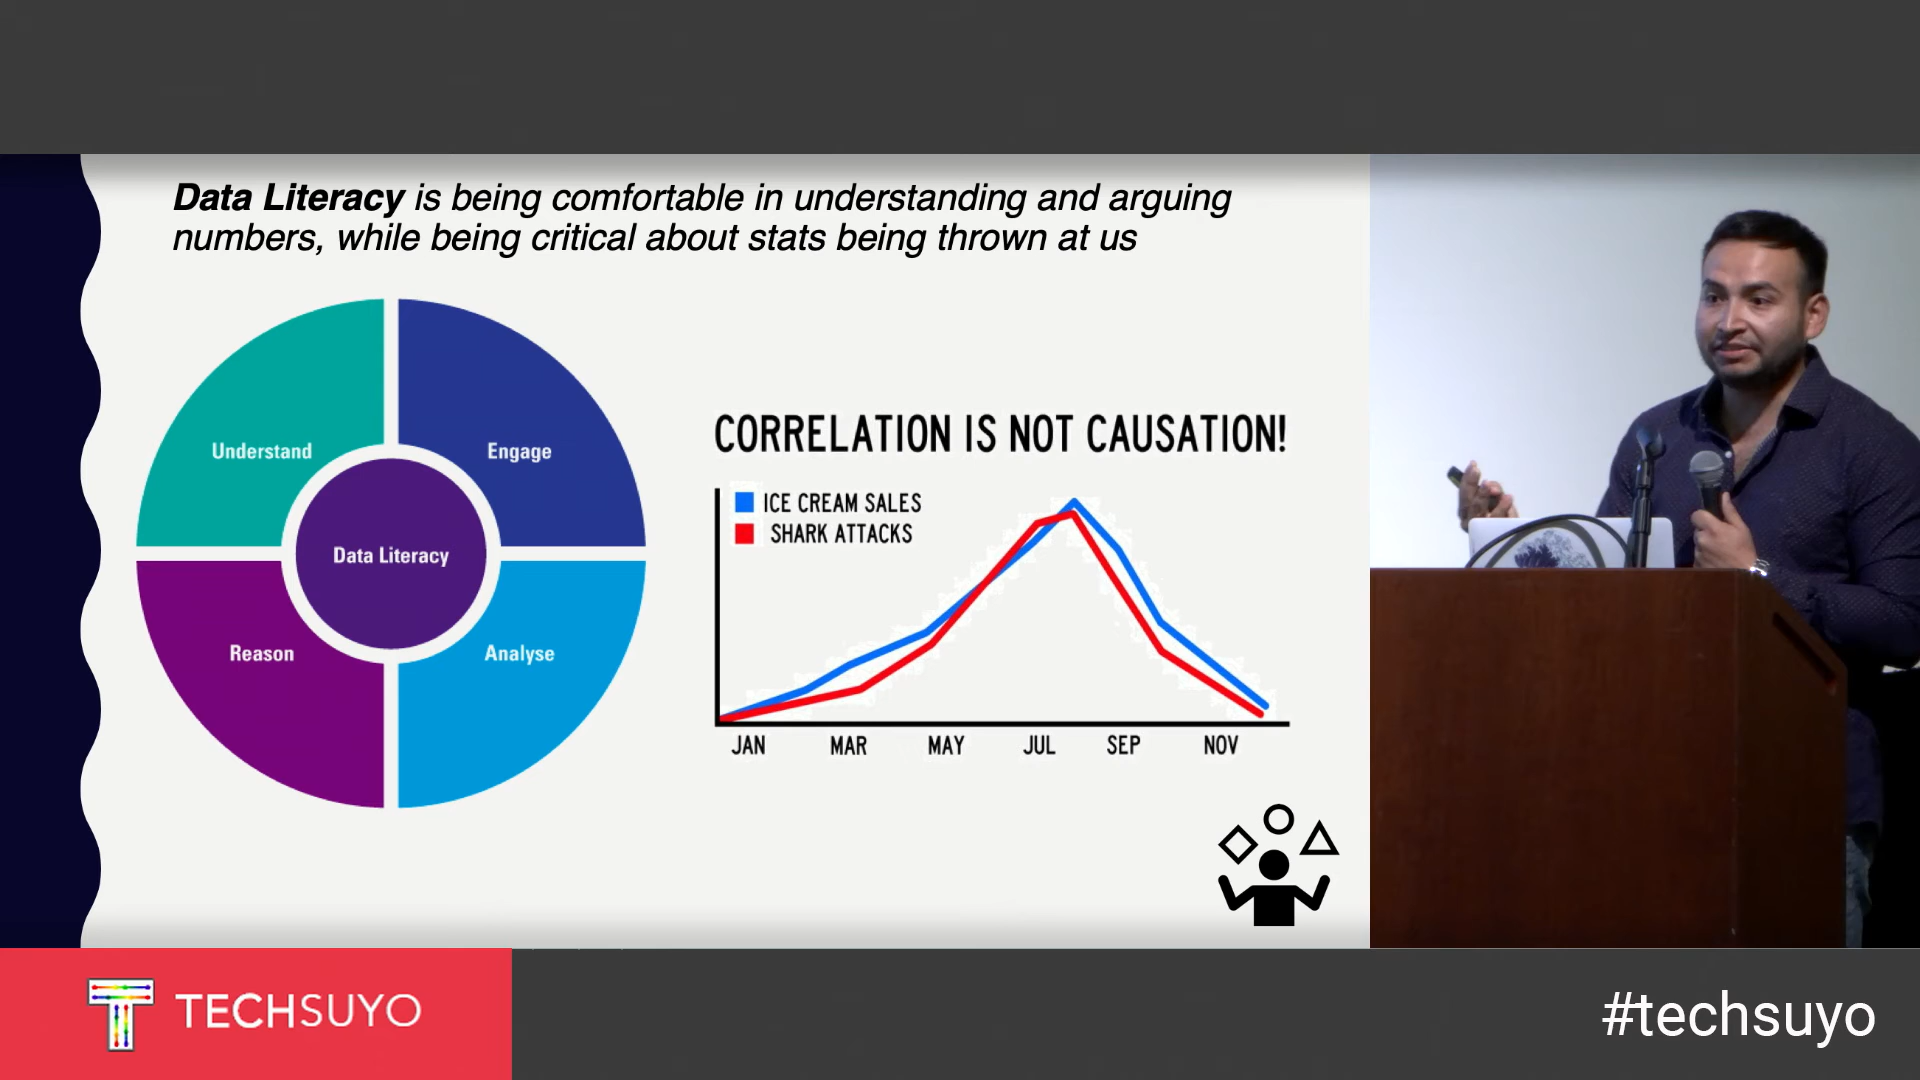 Data Literacy is being comfortable in understanding and arguing
numbers, while being critical about stats being thrown at us
Understand
Engage
Data Literacy
Reason
Analyse
CORRELATION IS NOT CAUSATION!
ICE CREAM SALES
SHARK ATTACKS
JAN MAR MAY JUL SEP NOV
TECHSUYO
#techsuyo